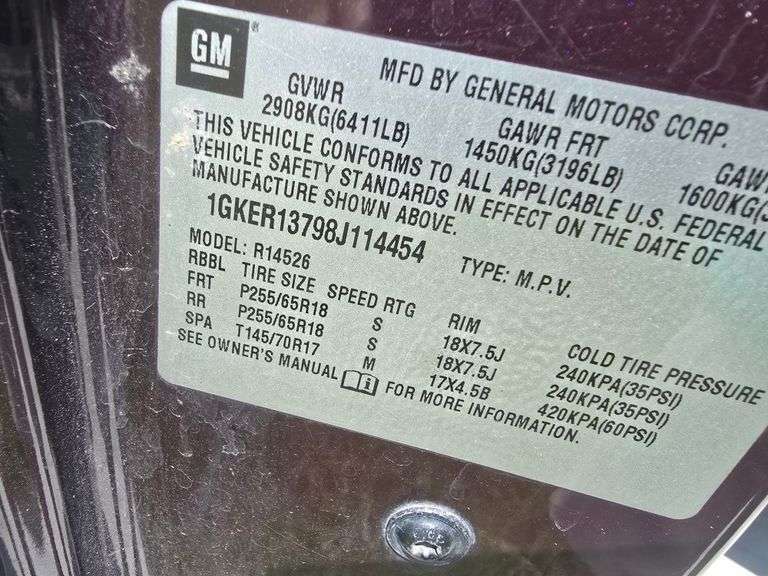 GM ®
MFD BY GENERAL MOTORS CORP.
GVWR GAWR FRT GAWR
2908KG(6411LB) 1450KG(3196LB) 1600KG(
THIS VEHICLE CONFORMS TO ALL APPLICABLE U.S. FEDERAL
VEHICLE SAFETY STANDARDS IN EFFECT ON THE DATE OF
MANUFACTURE SHOWN ABOVE.
1GKER13798J114454 TYPE: M.P.V.
MODEL: R14526
RBBL TIRE SIZE SPEED RTG RIM COLD TIRE PRESSURE
FRT P255/65R18 S 18X7.5J 240KPA(35PSI)
RR P255/65R18 S 18X7.5J 240KPA(35PSI)
SPA T145/70R17 M 17X4.5B 420KPA(60PSI)
SEE OWNER'S MANUAL FOR MORE INFORMATION.